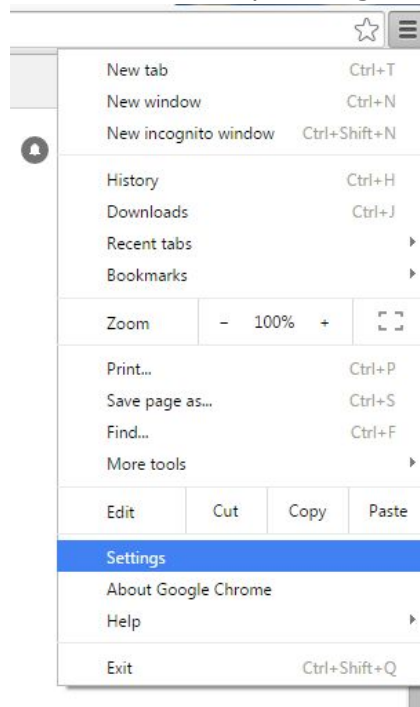 New tab Ctrl+T
New window Ctrl+N
New incognito window Ctrl+Shift+N
History Ctrl+H
Downloads Ctrl+J
Recent tabs
Bookmarks
Zoom - 100% +
Print... Ctrl+P
Save page as... Ctrl+S
Find... Ctrl+F
More tools
Edit Cut Copy Paste
Settings
About Google Chrome
Help
Exit Ctrl+Shift+Q